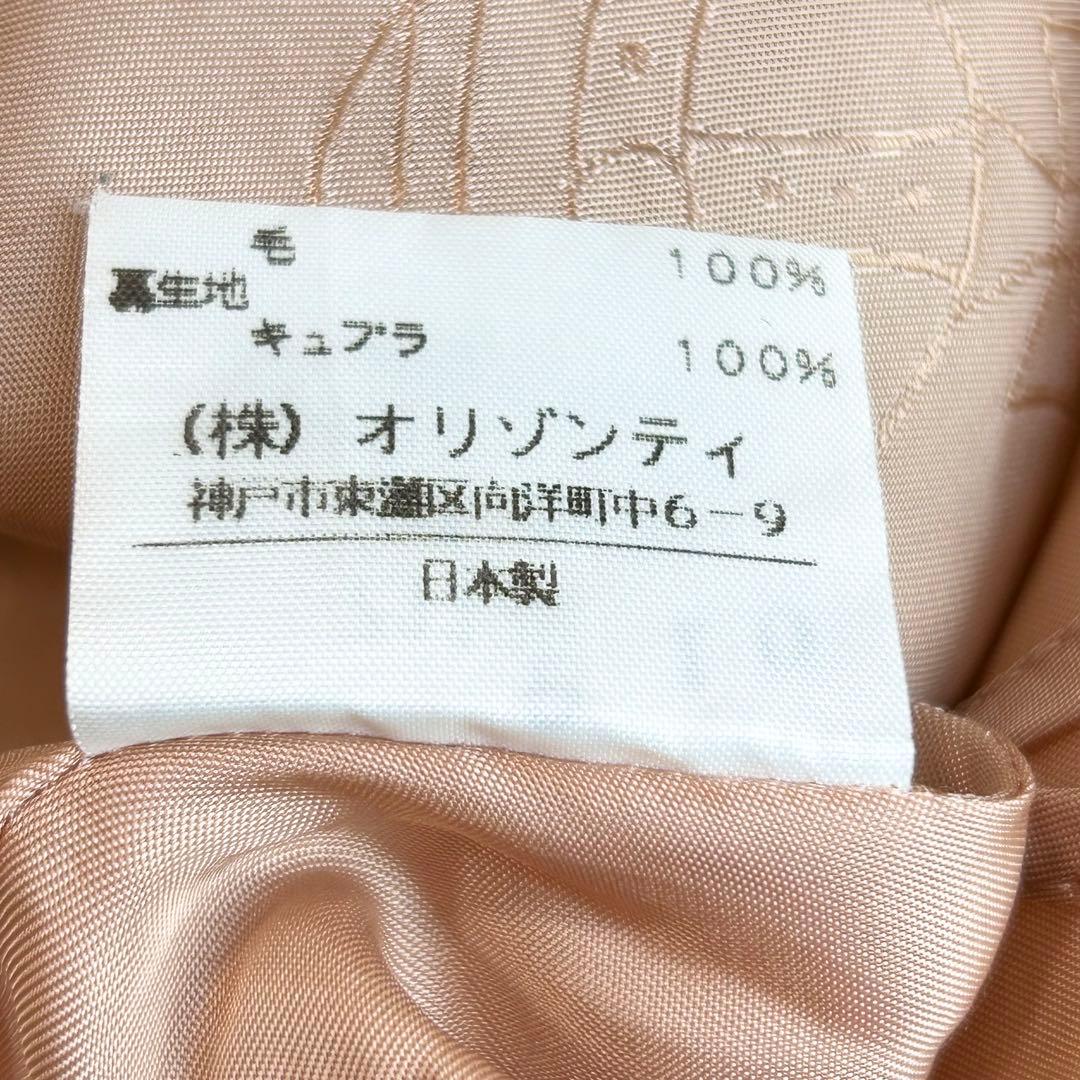 毛 100%
裏生地
キュプラ 100%
(株) オリゾンティ
神戸市東灘区向洋町中6-9
日本製